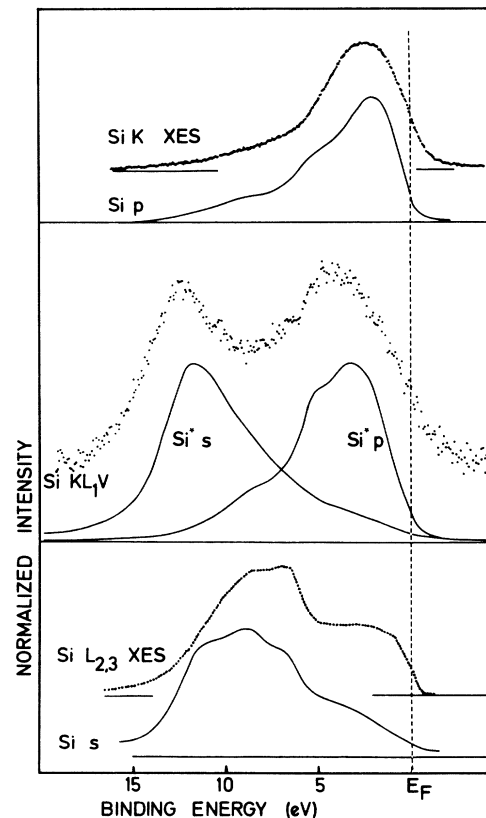 Si K XES
Si p
Si* s
Si* p
Si KL1V
Si L2,3 XES
Si s
NORMALIZED INTENSITY
15 10 5 EF
BINDING ENERGY (eV)